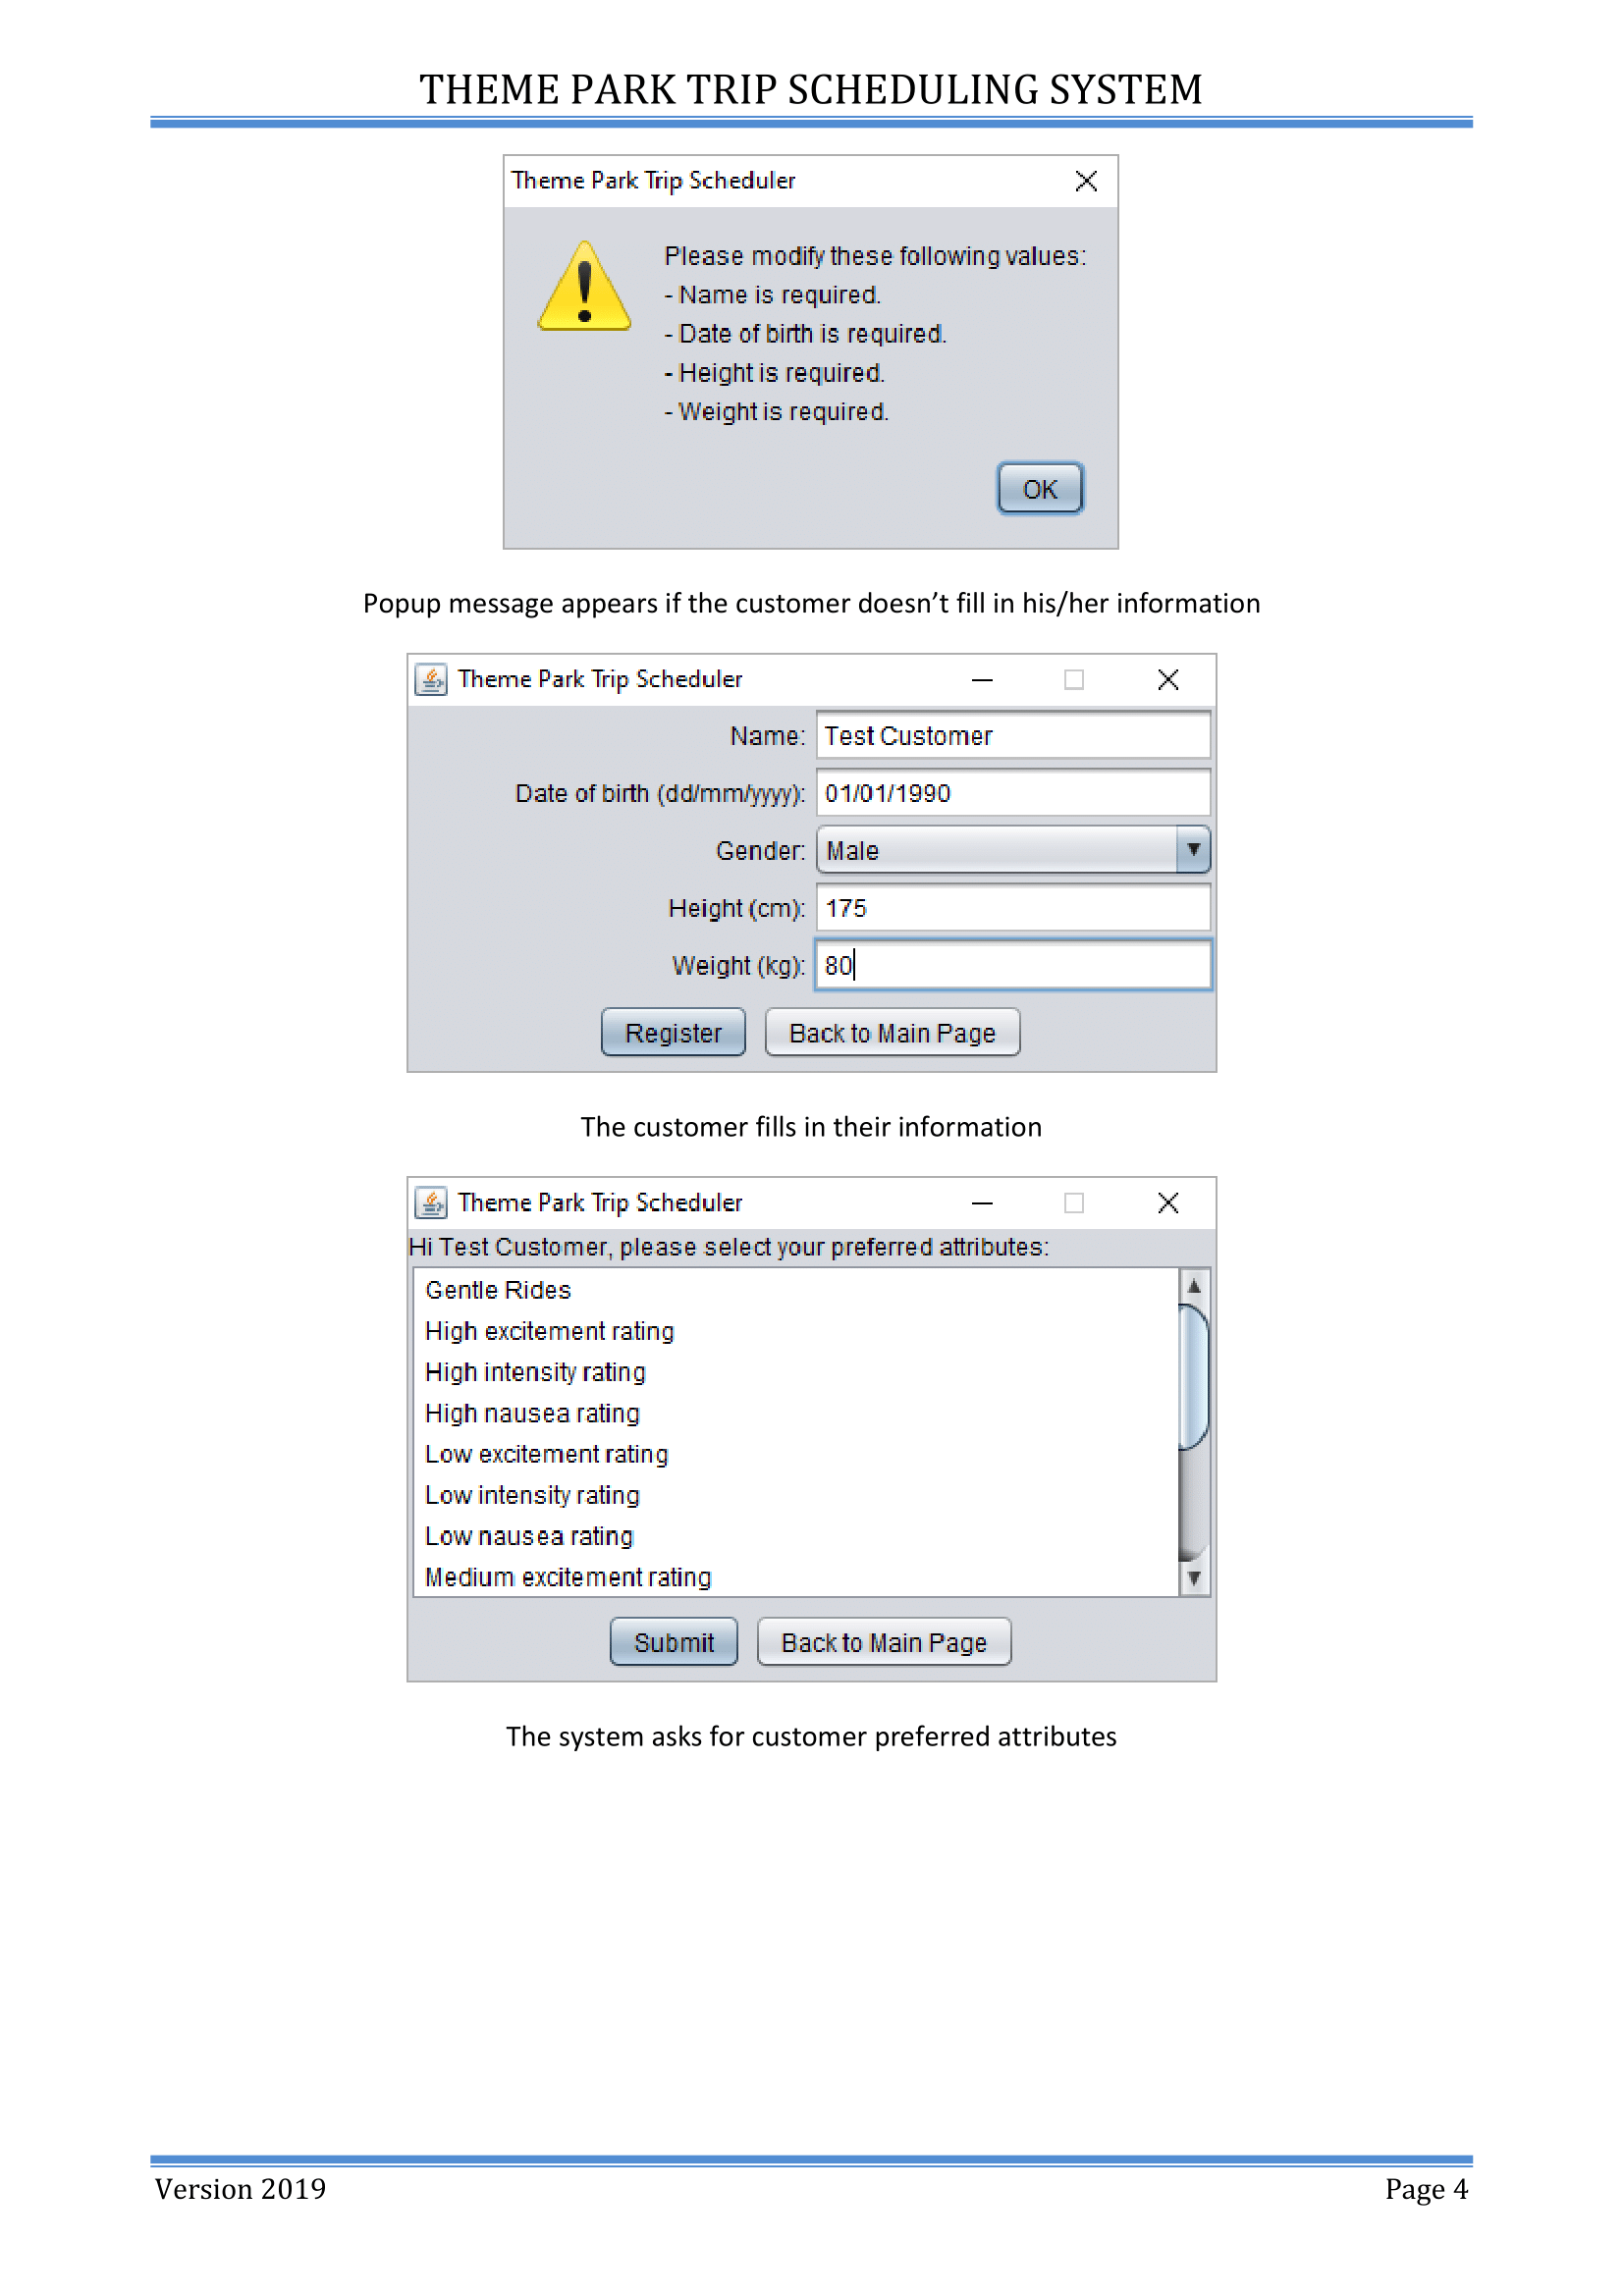 THEME PARK TRIP SCHEDULING SYSTEM
Theme Park Trip Scheduler
Please modify these following values:
- Name is required.
- Date of birth is required.
- Height is required.
- Weight is required.
OK
Popup message appears if the customer doesn’t fill in his/her information
Theme Park Trip Scheduler
Name: Test Customer
Date of birth (dd/mm/yyyy): 01/01/1990
Gender: Male
Height (cm): 175
Weight (kg): 80
Register Back to Main Page
The customer fills in their information
Theme Park Trip Scheduler
Hi Test Customer, please select your preferred attributes:
Gentle Rides
High excitement rating
High intensity rating
High nausea rating
Low excitement rating
Low intensity rating
Low nausea rating
Medium excitement rating
Submit Back to Main Page
The system asks for customer preferred attributes
Version 2019 Page 4